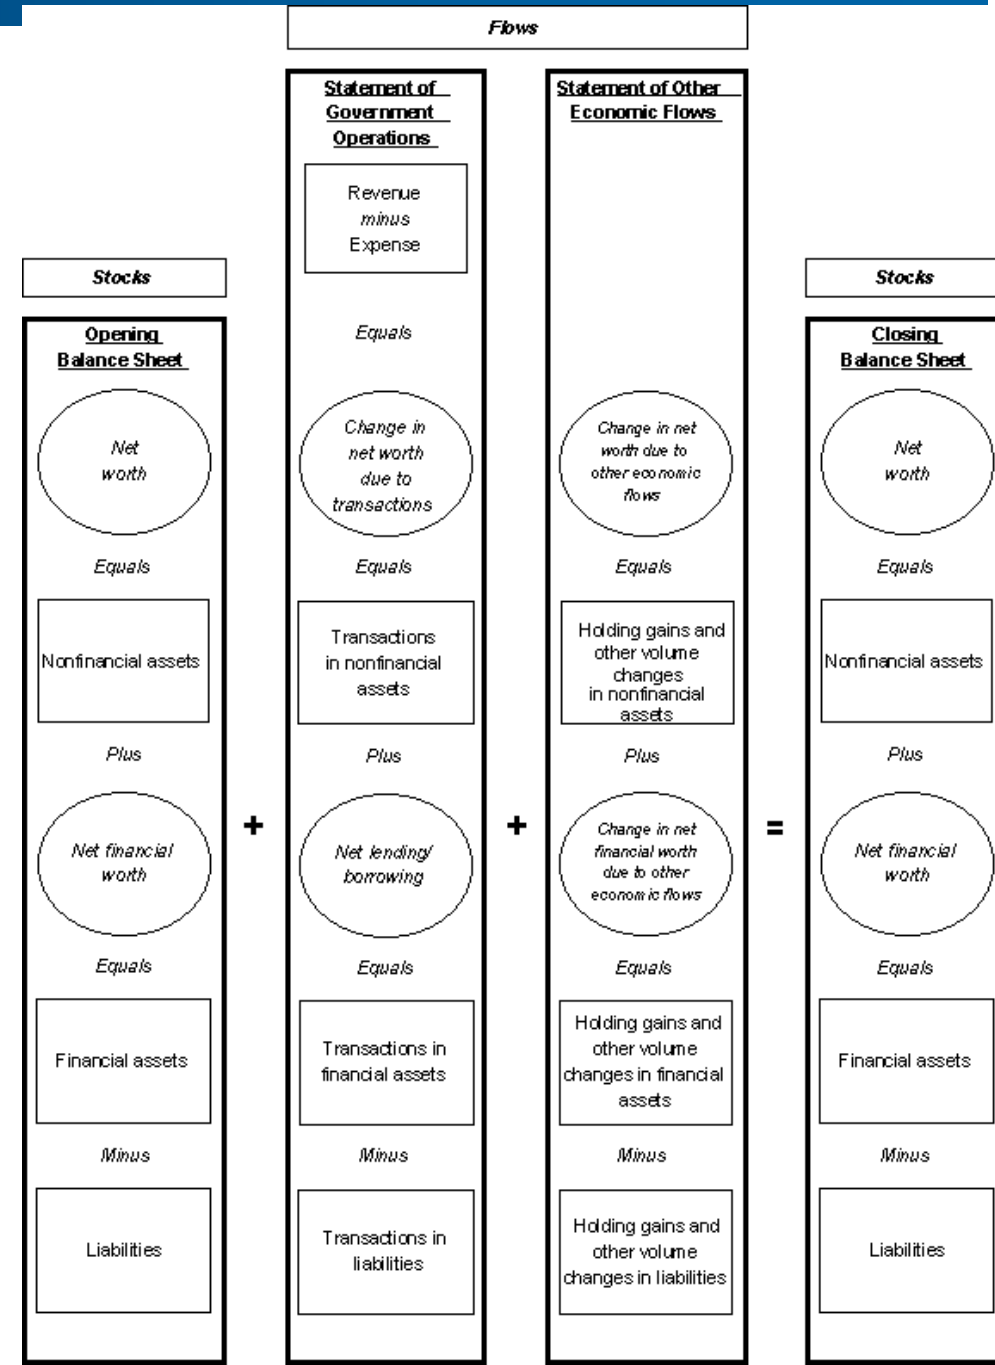 Flows
Statement of
Government
Operations
Revenue
minus
Expense
Equals
Change in
net worth
due to
transactions
Equals
Transactions
in nonfinancial
assets
Plus
Net lending/
borrowing
Equals
Transactions in
financial assets
Minus
Transactions in
liabilities
Statement of Other
Economic Flows
Change in net
worth due to
other economic
flows
Equals
Holding gains and
other volume
changes
in nonfinancial
assets
Plus
Change in net
financial worth
due to other
economic flows
Equals
Holding gains and
other volume
changes in financial
assets
Minus
Holding gains and
other volume
changes in liabilities
Stocks
Opening
Balance Sheet
Net
worth
Equals
Nonfinancial assets
Plus
Net financial
worth
Equals
Financial assets
Minus
Liabilities
+
+
=
Stocks
Closing
Balance Sheet
Net
worth
Equals
Nonfinancial assets
Plus
Net financial
worth
Equals
Financial assets
Minus
Liabilities